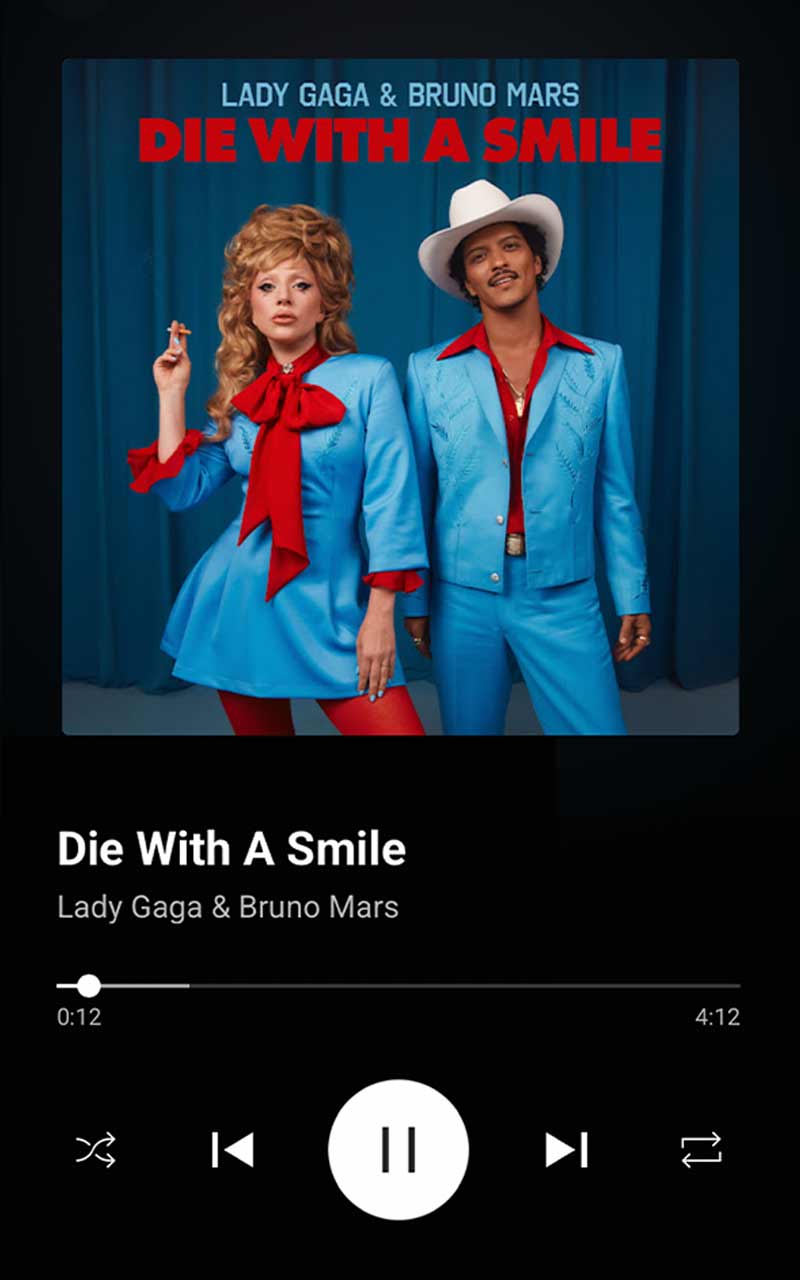 LADY GAGA & BRUNO MARS
DIE WITH A SMILE
Die With A Smile
Lady Gaga & Bruno Mars
0:12 4:12